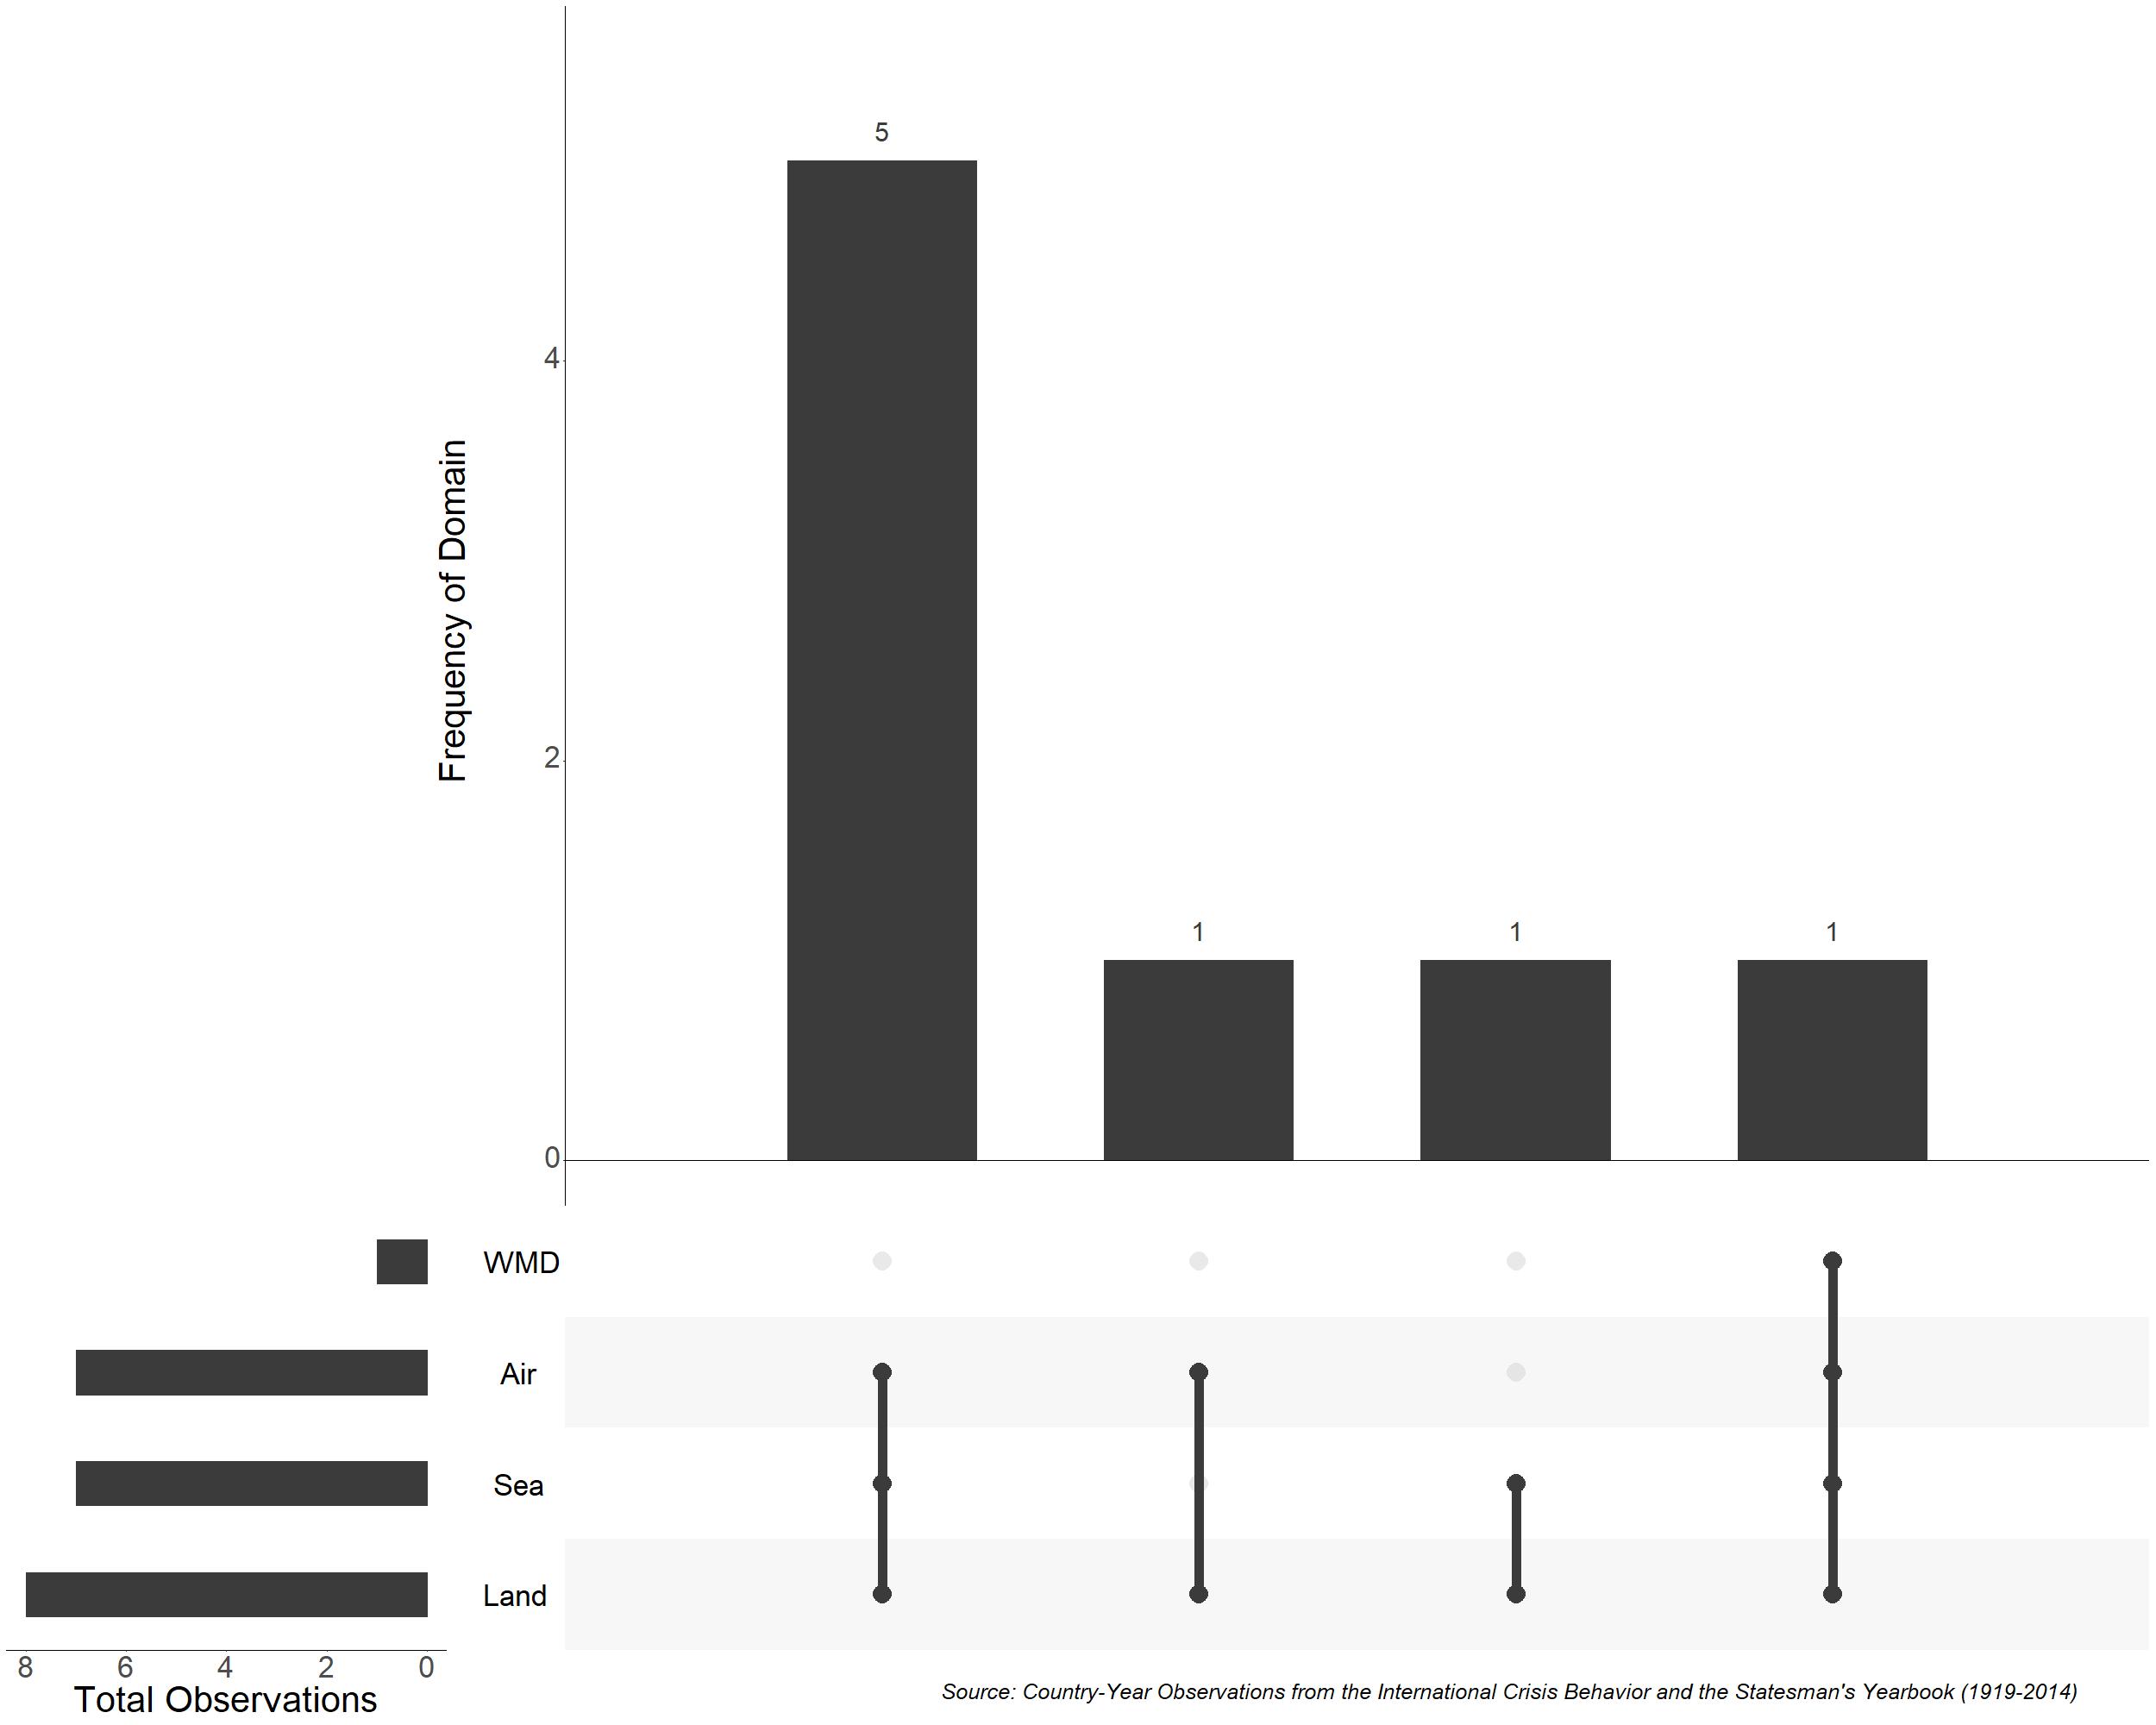 5
4
Frequency of Domain
2
1
1
1
0
WMD
Air
Sea
Land
8 6 4 2 0
Total Observations
Source: Country-Year Observations from the International Crisis Behavior and the Statesman's Yearbook (1919-2014)